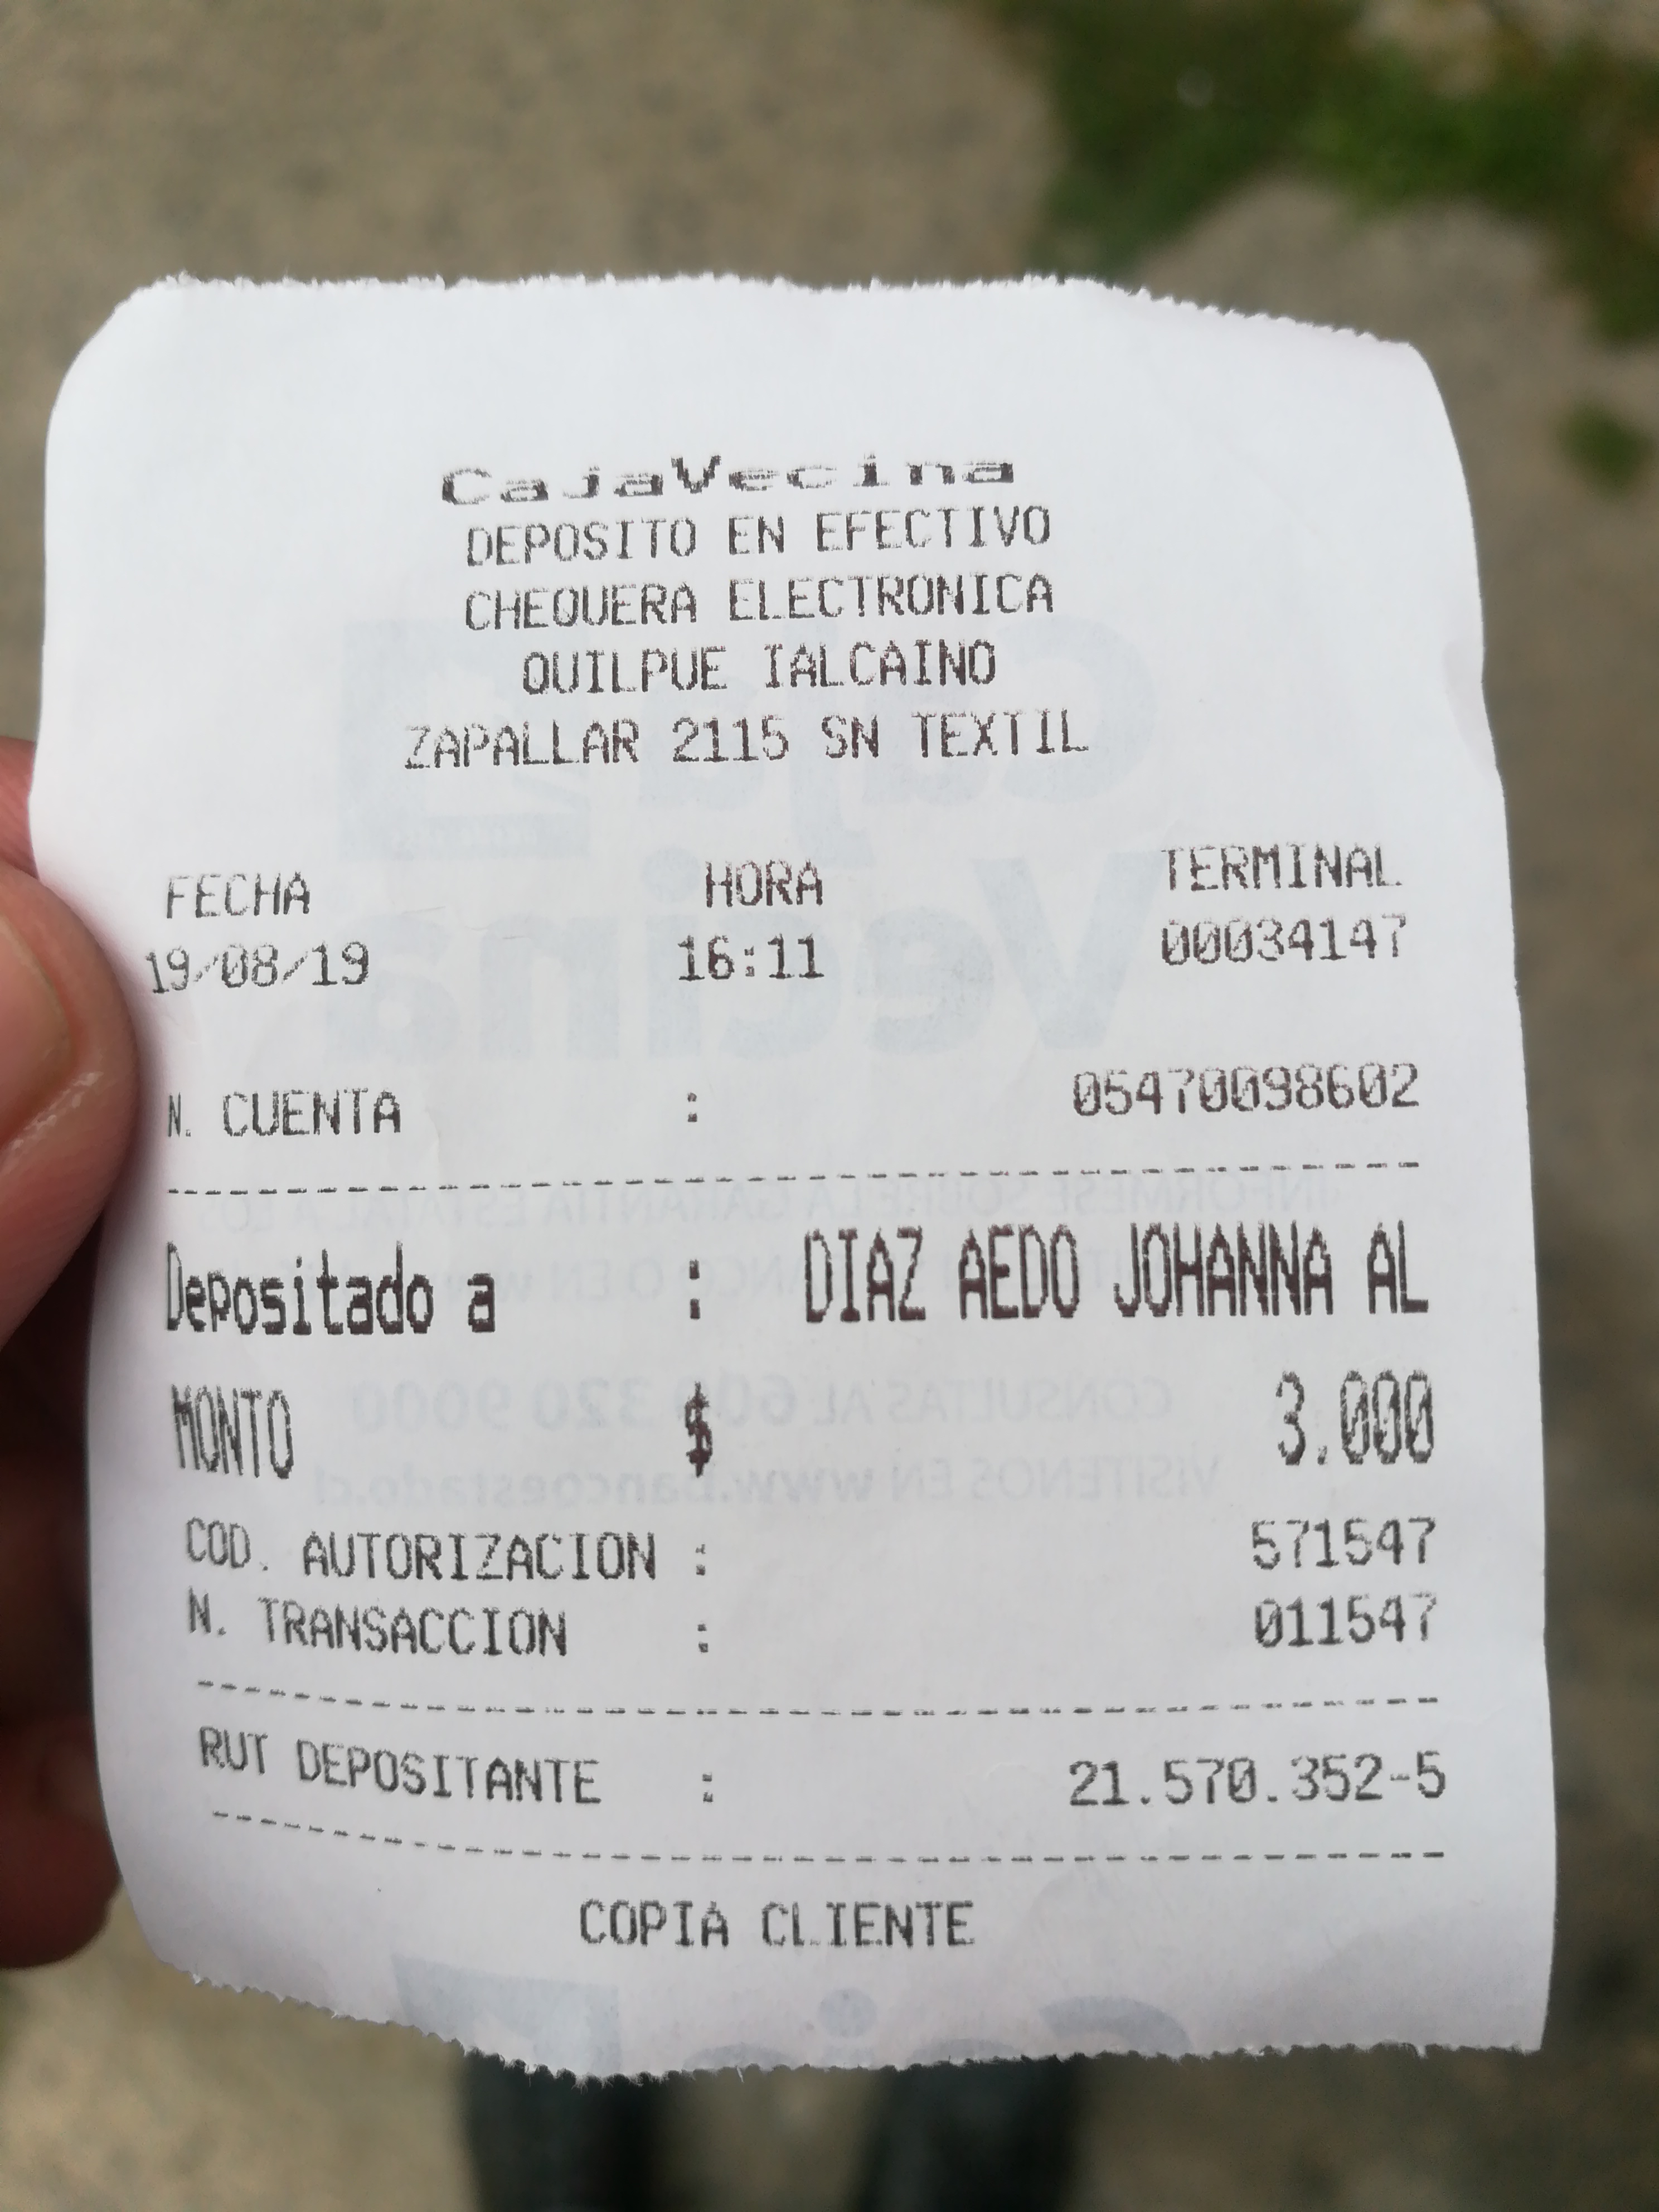 CajaVecina
DEPOSITO EN EFECTIVO
CHEQUERA ELECTRONICA
QUILPUE IALCAINO
ZAPALLAR 2115 SN TEXTIL
FECHA HORA TERMINAL
19/08/19 16:11 00034147
N. CUENTA : 05470098602
Depositado a : DIAZ AEDO JOHANNA AL
MONTO $ 3.000
COD. AUTORIZACION : 571547
N. TRANSACCION : 011547
RUT DEPOSITANTE : 21.570.352-5
COPIA CLIENTE